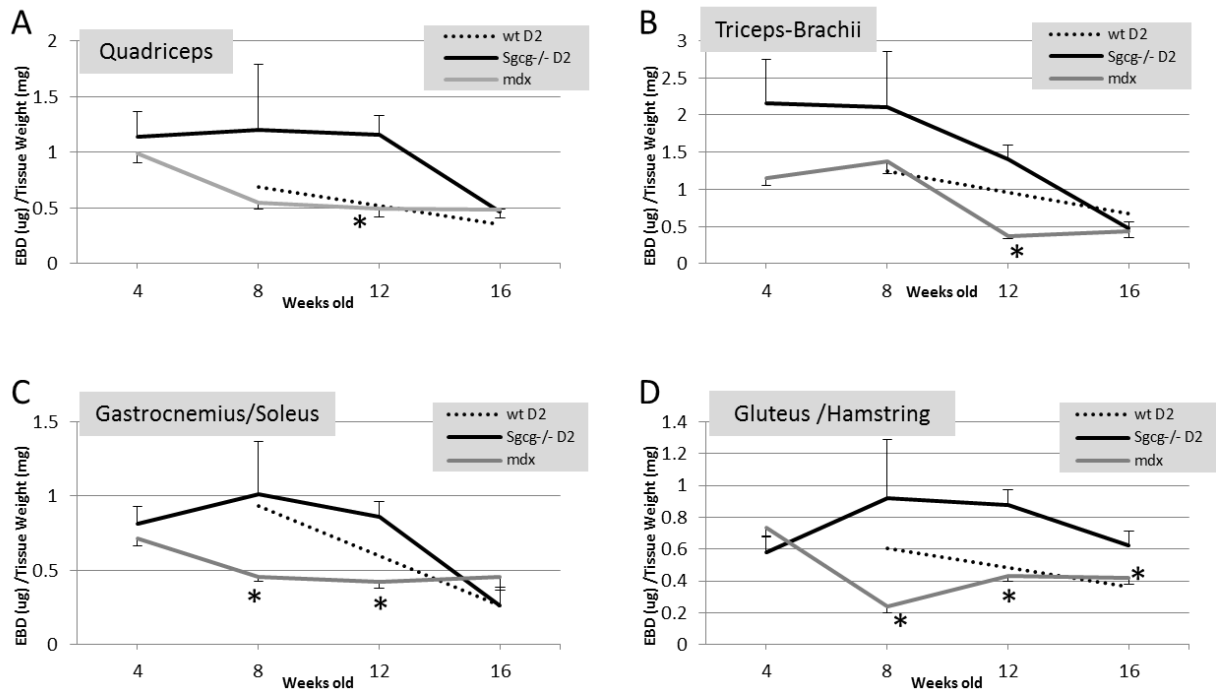 A
Quadriceps
wt D2
Sgcg-/- D2
mdx
EBD (ug) /Tissue Weight (mg)
2
1.5
1
0.5
0
*
4 8 12 16
Weeks old
B
Triceps-Brachii
wt D2
Sgcg-/- D2
mdx
EBD (ug) /Tissue Weight (mg)
3
2.5
2
1.5
1
0.5
0
*
4 8 12 16
Weeks old
C
Gastrocnemius/Soleus
wt D2
Sgcg-/- D2
mdx
EBD (ug) /Tissue Weight (mg)
1.5
1
0.5
0
* *
4 8 12 16
Weeks old
D
Gluteus /Hamstring
wt D2
Sgcg-/- D2
mdx
EBD (ug) /Tissue Weight (mg)
1.4
1.2
1
0.8
0.6
0.4
0.2
0
* * *
4 8 12 16
Weeks old